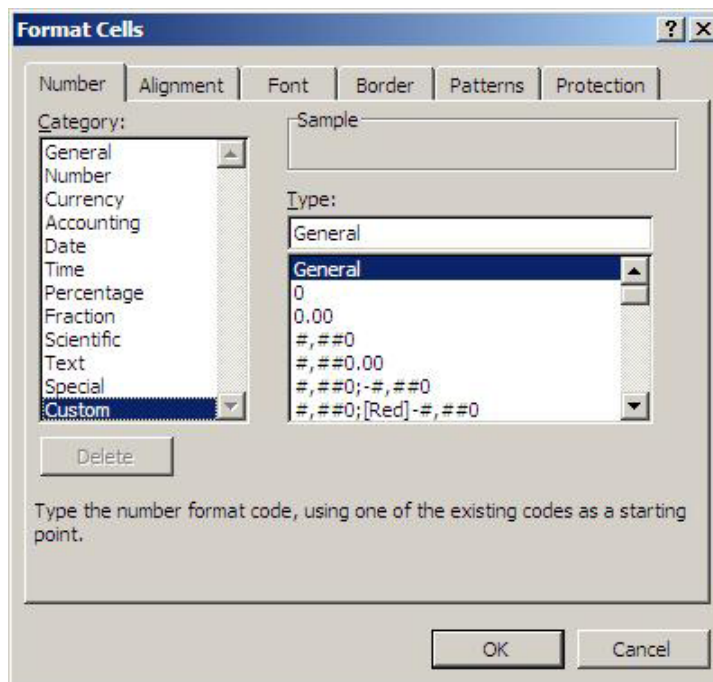 Format Cells
Number Alignment Font Border Patterns Protection
Category:
General
Number
Currency
Accounting
Date
Time
Percentage
Fraction
Scientific
Text
Special
Custom
Delete
Sample
Type:
General
General
0
0.00
#,##0
#,##0.00
#,##0;-#,##0
#,##0;[Red]-#,##0
Type the number format code, using one of the existing codes as a starting
point.
OK Cancel